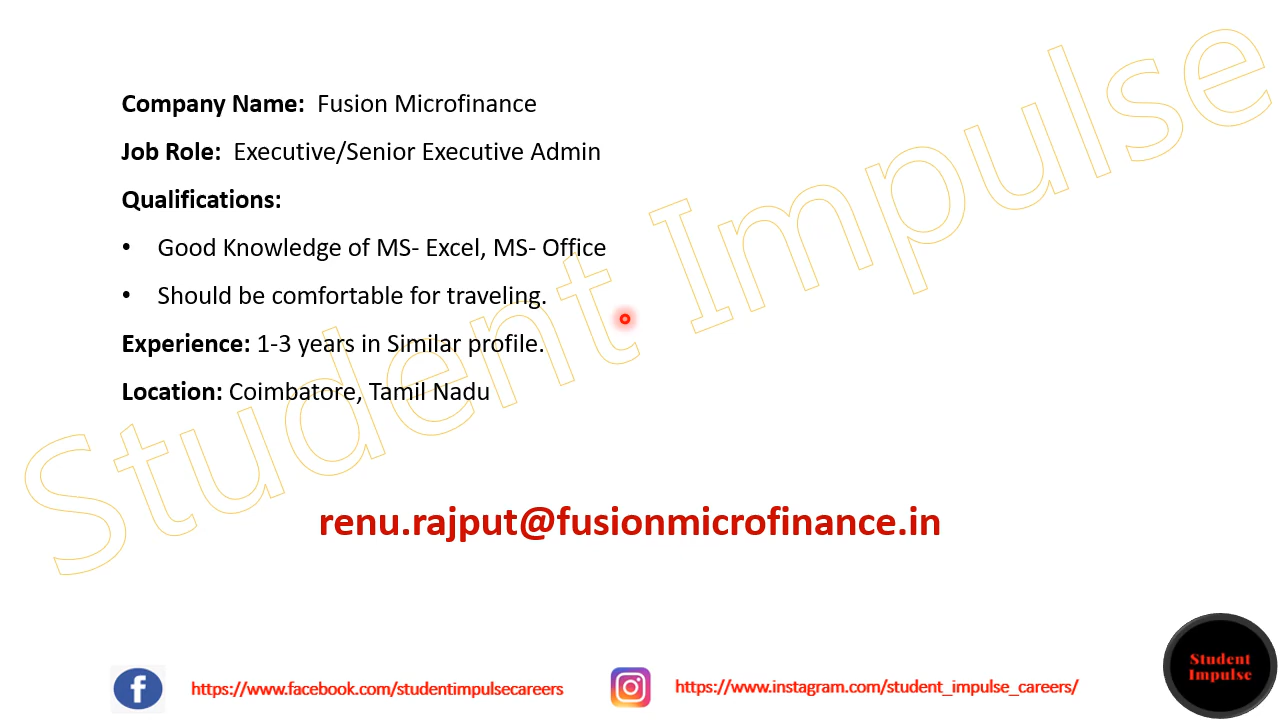 Company Name: Fusion Microfinance
Job Role: Executive/Senior Executive Admin
Qualifications:
• Good Knowledge of MS- Excel, MS- Office
• Should be comfortable for traveling.
Experience: 1-3 years in Similar profile.
Location: Coimbatore, Tamil Nadu
Student Impulse
renu.rajput@fusionmicrofinance.in
https://www.facebook.com/studentimpulsecareers
https://www.instagram.com/student_impulse_careers/
Student
Impulse